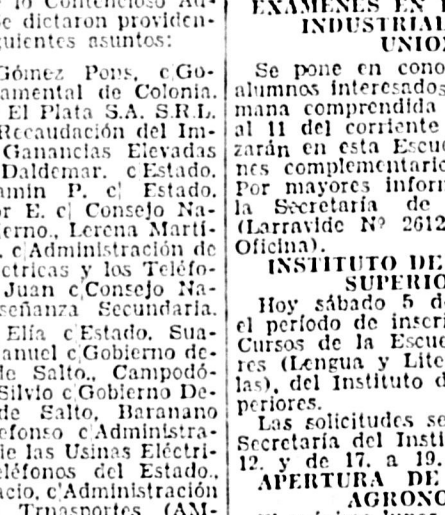 lo Contencioso Ad-
se dictaron providen-
guientes asuntos:
Gómez Pons, c/Go-
amental de Colonia.
El Plata S.A. S.R.L.
Recaudación del Im-
Ganancias Elevadas
Daldemar. c Estado.
amin P. c/ Estado.
or E. c/ Consejo Na-
ierno., Lerena Martí-
. c/Administración de
ctricas y los Teléfo-
Juan c/Consejo Na-
señanza Secundaria.
Elía c Estado. Sua-
anuel c/Gobierno de-
de Salto., Campodó-
Silvio c/Gobierno De-
de Salto, Baranano
efonso c/Administra-
de las Usinas Eléctri-
eléfonos del Estado.,
acio, c/Administración
Trnasportes (AM-
EXAMENES EN
INDUSTRIAL
UNION
Se pone en cono
alumnos interesados
mana comprendida
al 11 del corriente
zarán en esta Escue
nes complementario
Por mayores inform
la Secretaría de
(Larravide Nº 2612
Oficina).
INSTITUTO DE
SUPERIO
Hoy sábado 5 d
el período de inscri
Cursos de la Escue
res (Lengua y Lite
las), del Instituto d
periores.
Las solicitudes se
Secretaría del Insti
12. y de 17. a 19.
APERTURA DE
AGRONO